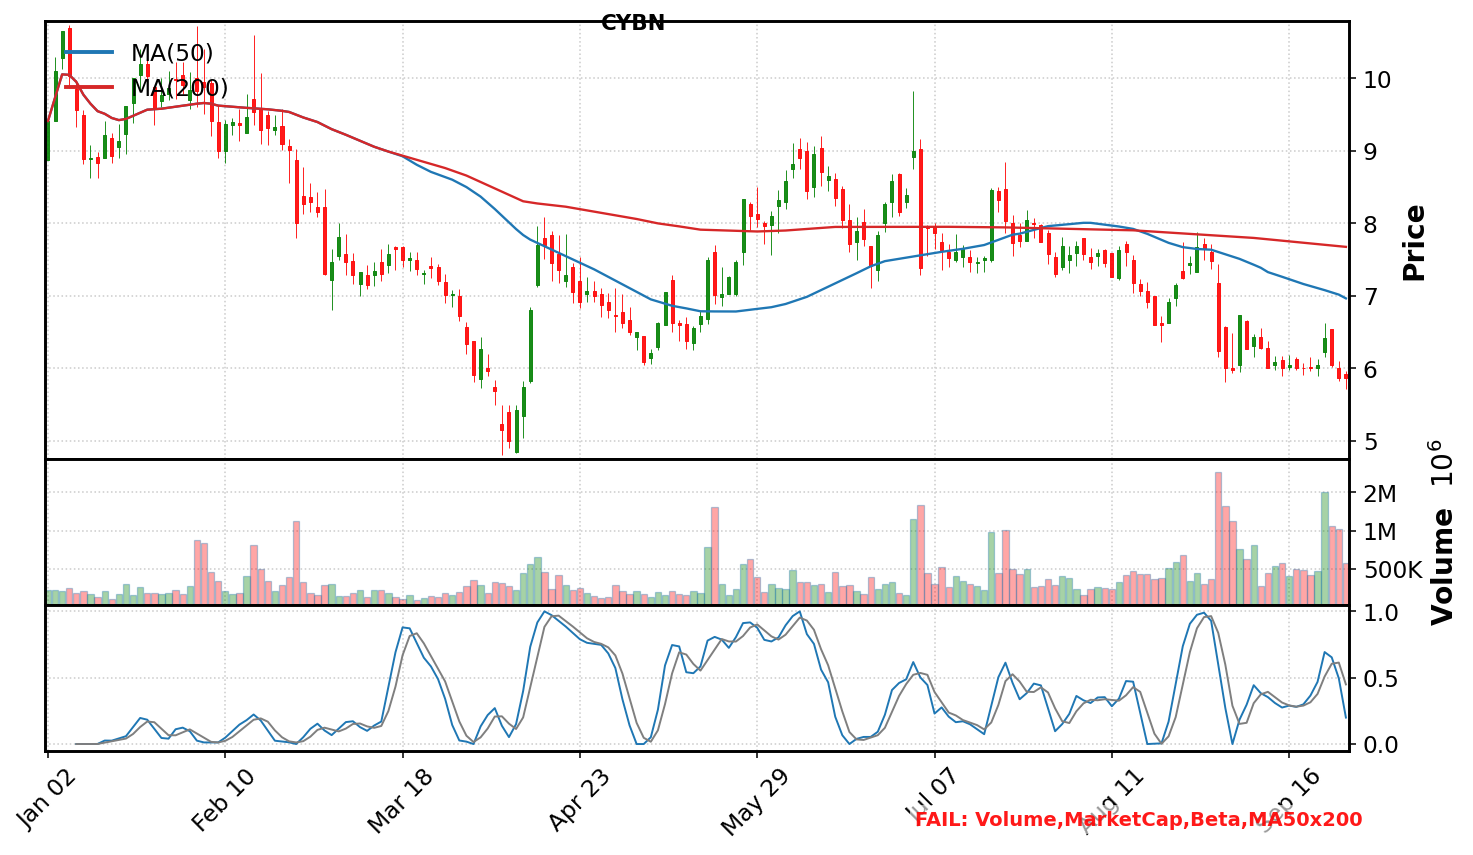 CYBN
MA(50)
MA(200)
10
9
8
7
6
5
Price
2M
1M
500K
Volume 10^6
1.0
0.5
0.0
Jan 02
Feb 10
Mar 18
Apr 23
May 29
Jul 07
Aug 11
Sep 16
FAIL: Volume,MarketCap,Beta,MA50x200